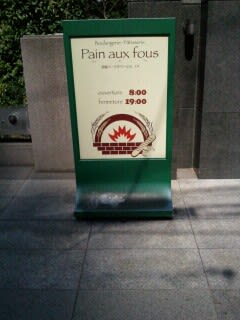 Boulangerie Pâtisserie
Pain aux fous
ouverture 8:00
fermeture 19:00